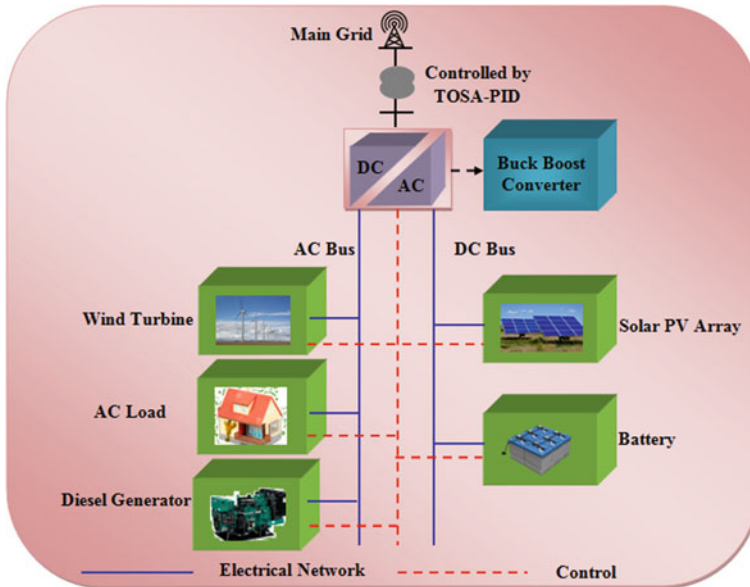 Main Grid
Controlled by
TOSA-PID
DC
AC
Buck Boost
Converter
AC Bus
DC Bus
Wind Turbine
Solar PV Array
AC Load
Battery
Diesel Generator
Electrical Network
Control